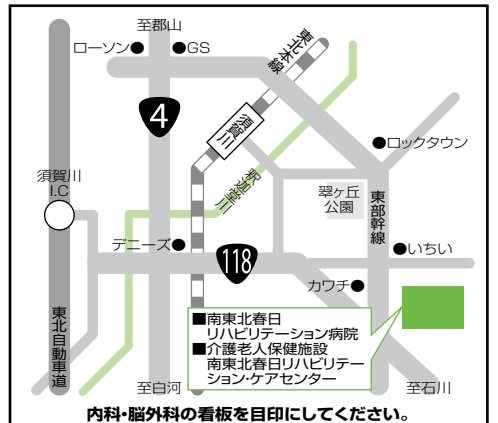 至郡山
ローソン●
●GS
東北本線
4
須賀川
●ロックタウン
釈迦堂川
須賀川
I.C
翠ヶ丘
公園
東部幹線
デニーズ●
118
●いちい
カワチ●
東北自動車道
■南東北春日
リハビリテーション病院
■介護老人保健施設
南東北春日リハビリテー
ション・ケアセンター
至白河
至石川
内科・脳外科の看板を目印にしてください。